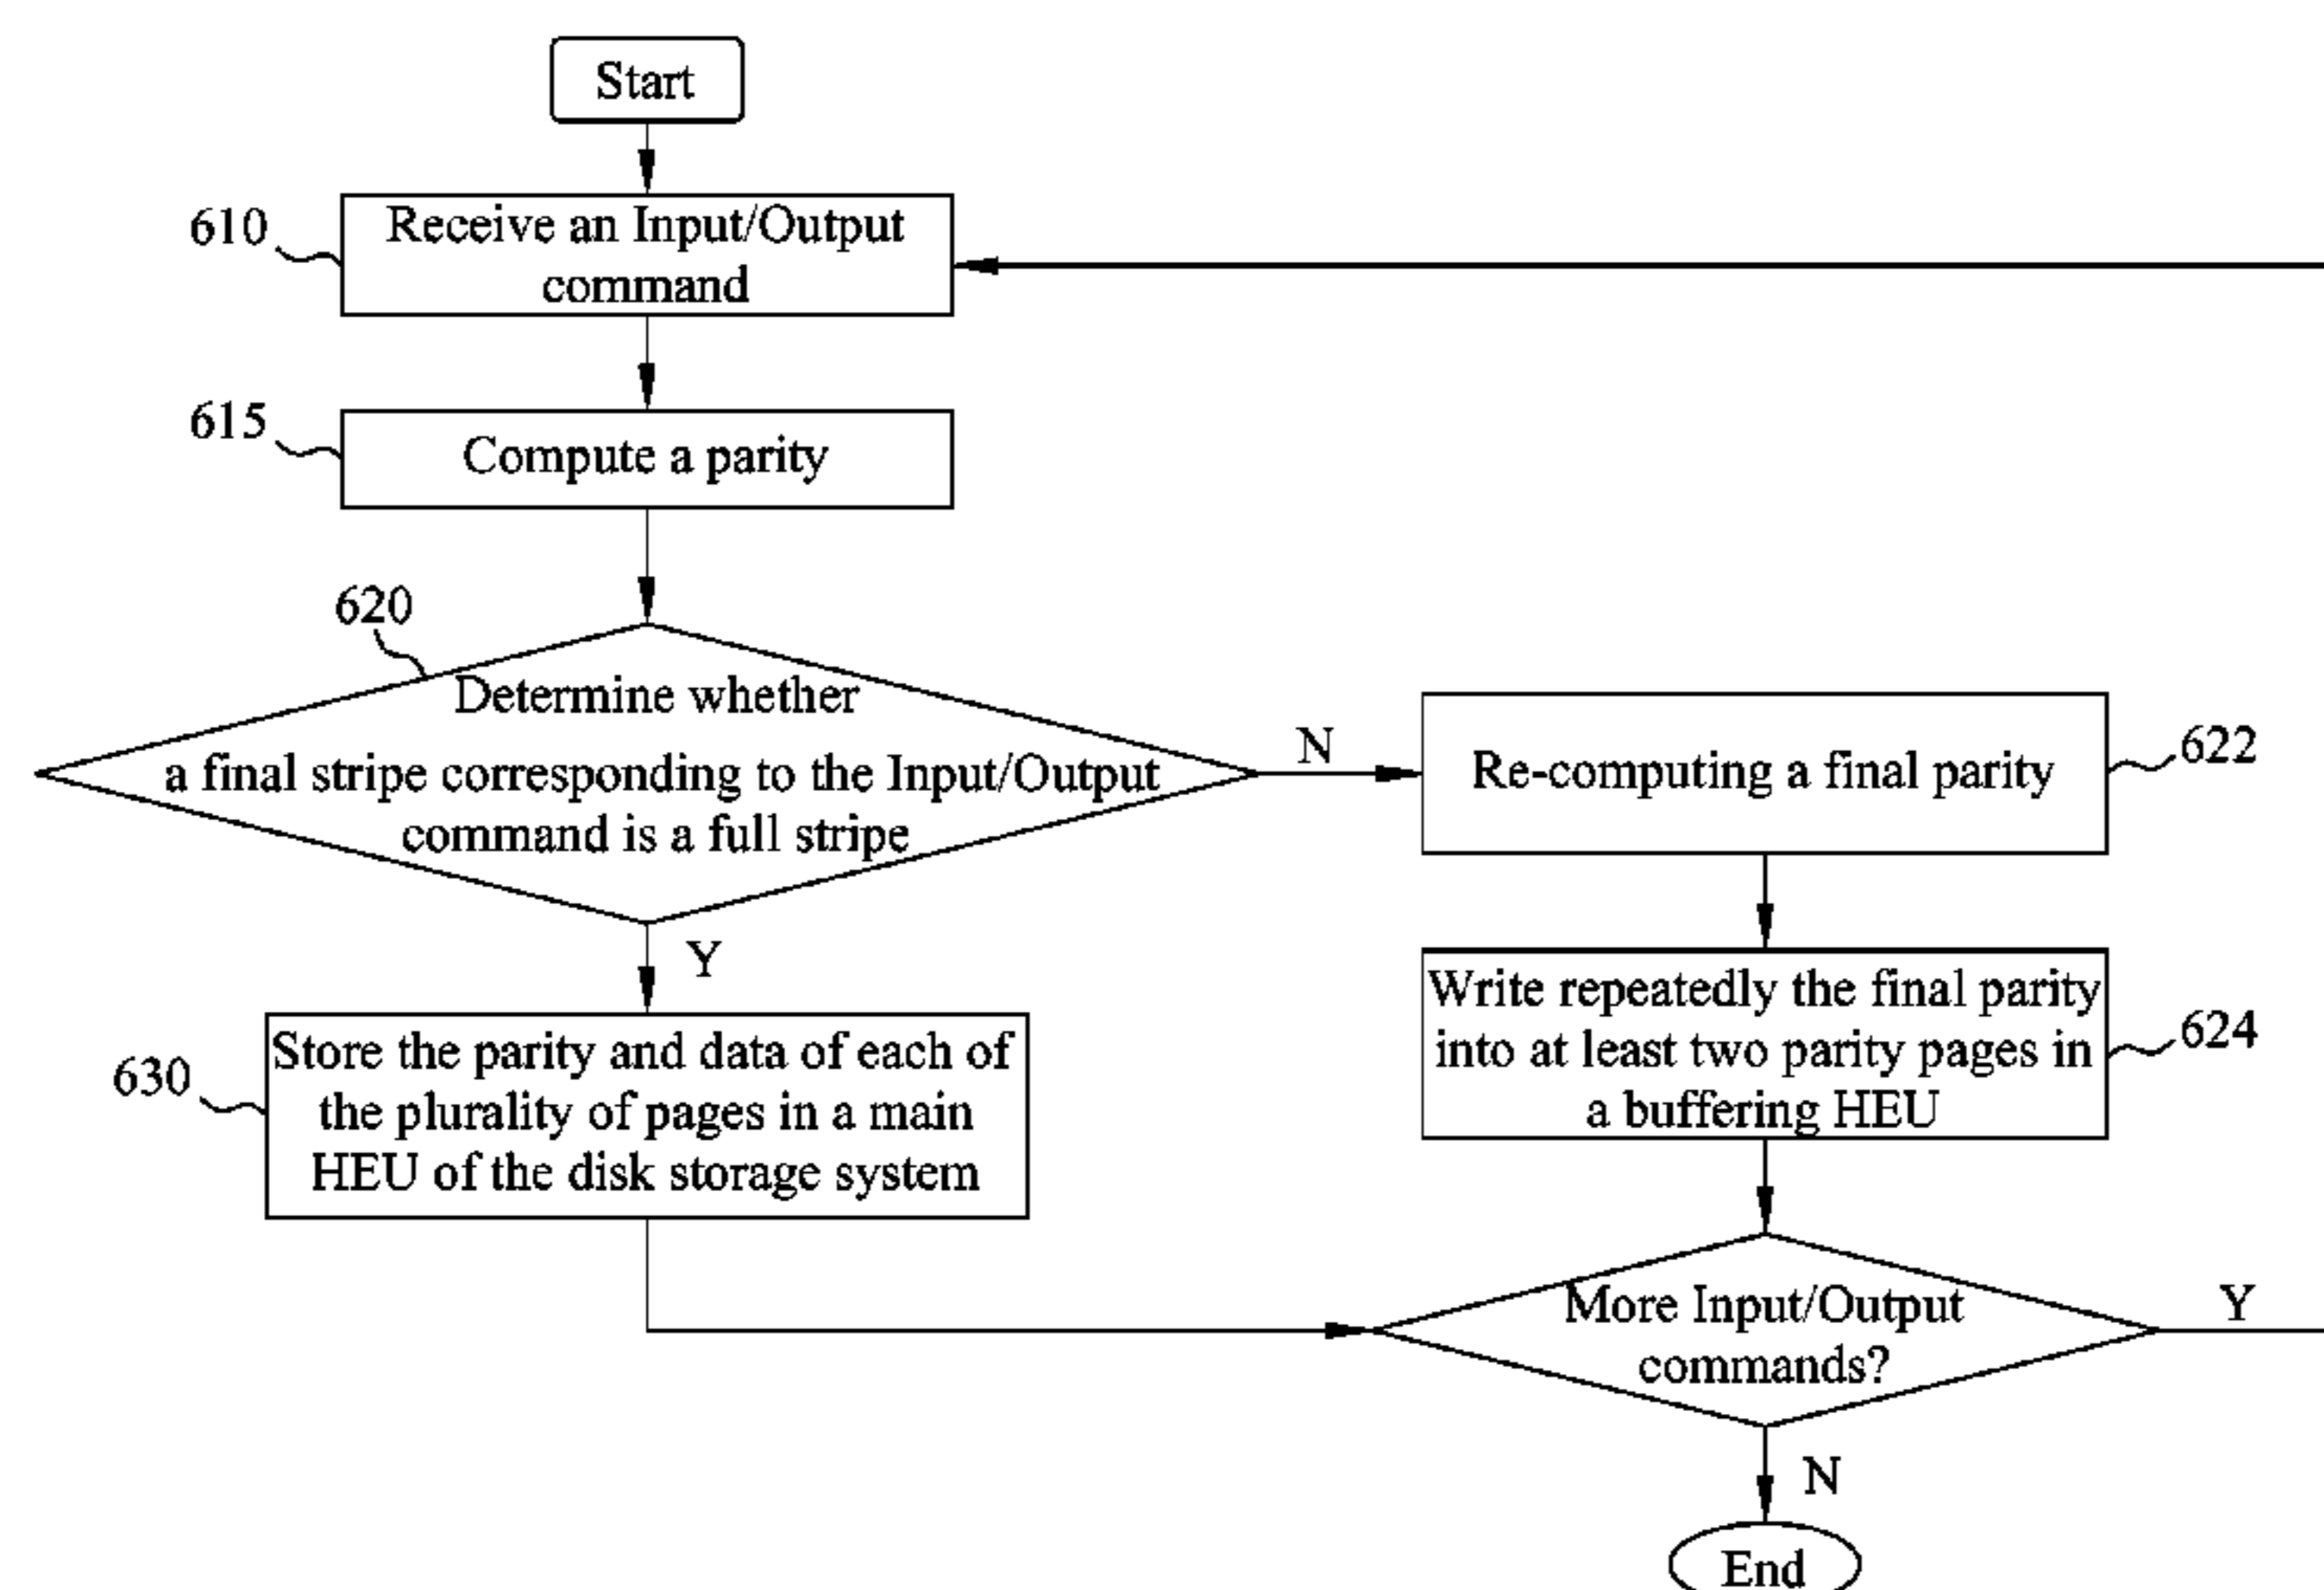 Start
610
Receive an Input/Output
command
615
Compute a parity
620
Determine whether
a final stripe corresponding to the Input/Output
command is a full stripe
N
Re-computing a final parity
622
Y
630
Store the parity and data of each of
the plurality of pages in a main
HEU of the disk storage system
Write repeatedly the final parity
into at least two parity pages in
a buffering HEU
624
More Input/Output
commands?
Y
N
End